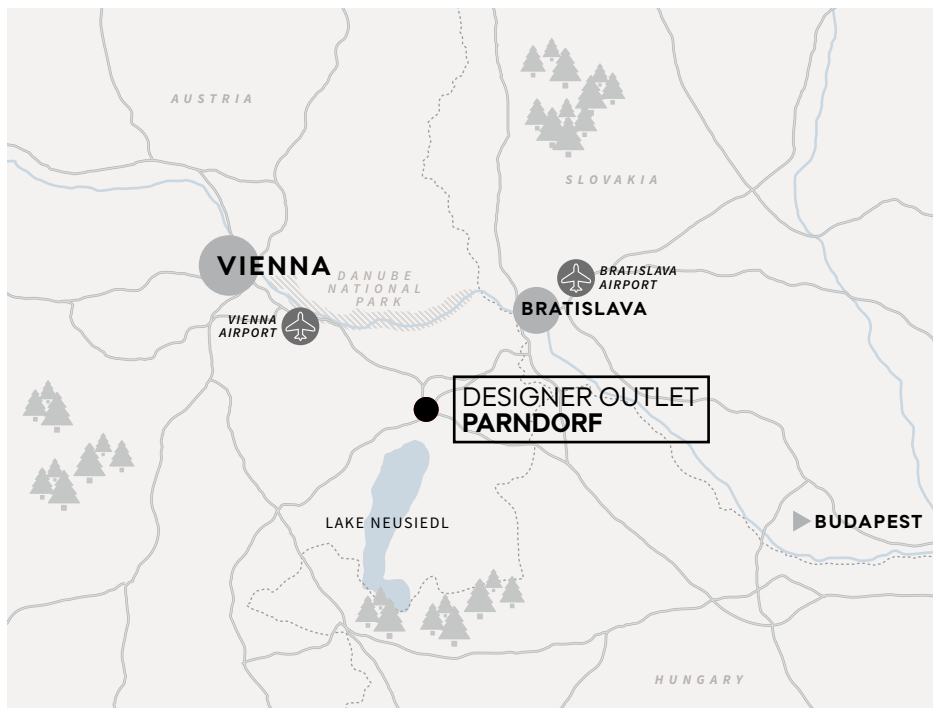 AUSTRIA
SLOVAKIA
VIENNA
DANUBE
NATIONAL
PARK
BRATISLAVA
AIRPORT
BRATISLAVA
VIENNA
AIRPORT
DESIGNER OUTLET
PARNDORF
LAKE NEUSIEDL
BUDAPEST
HUNGARY